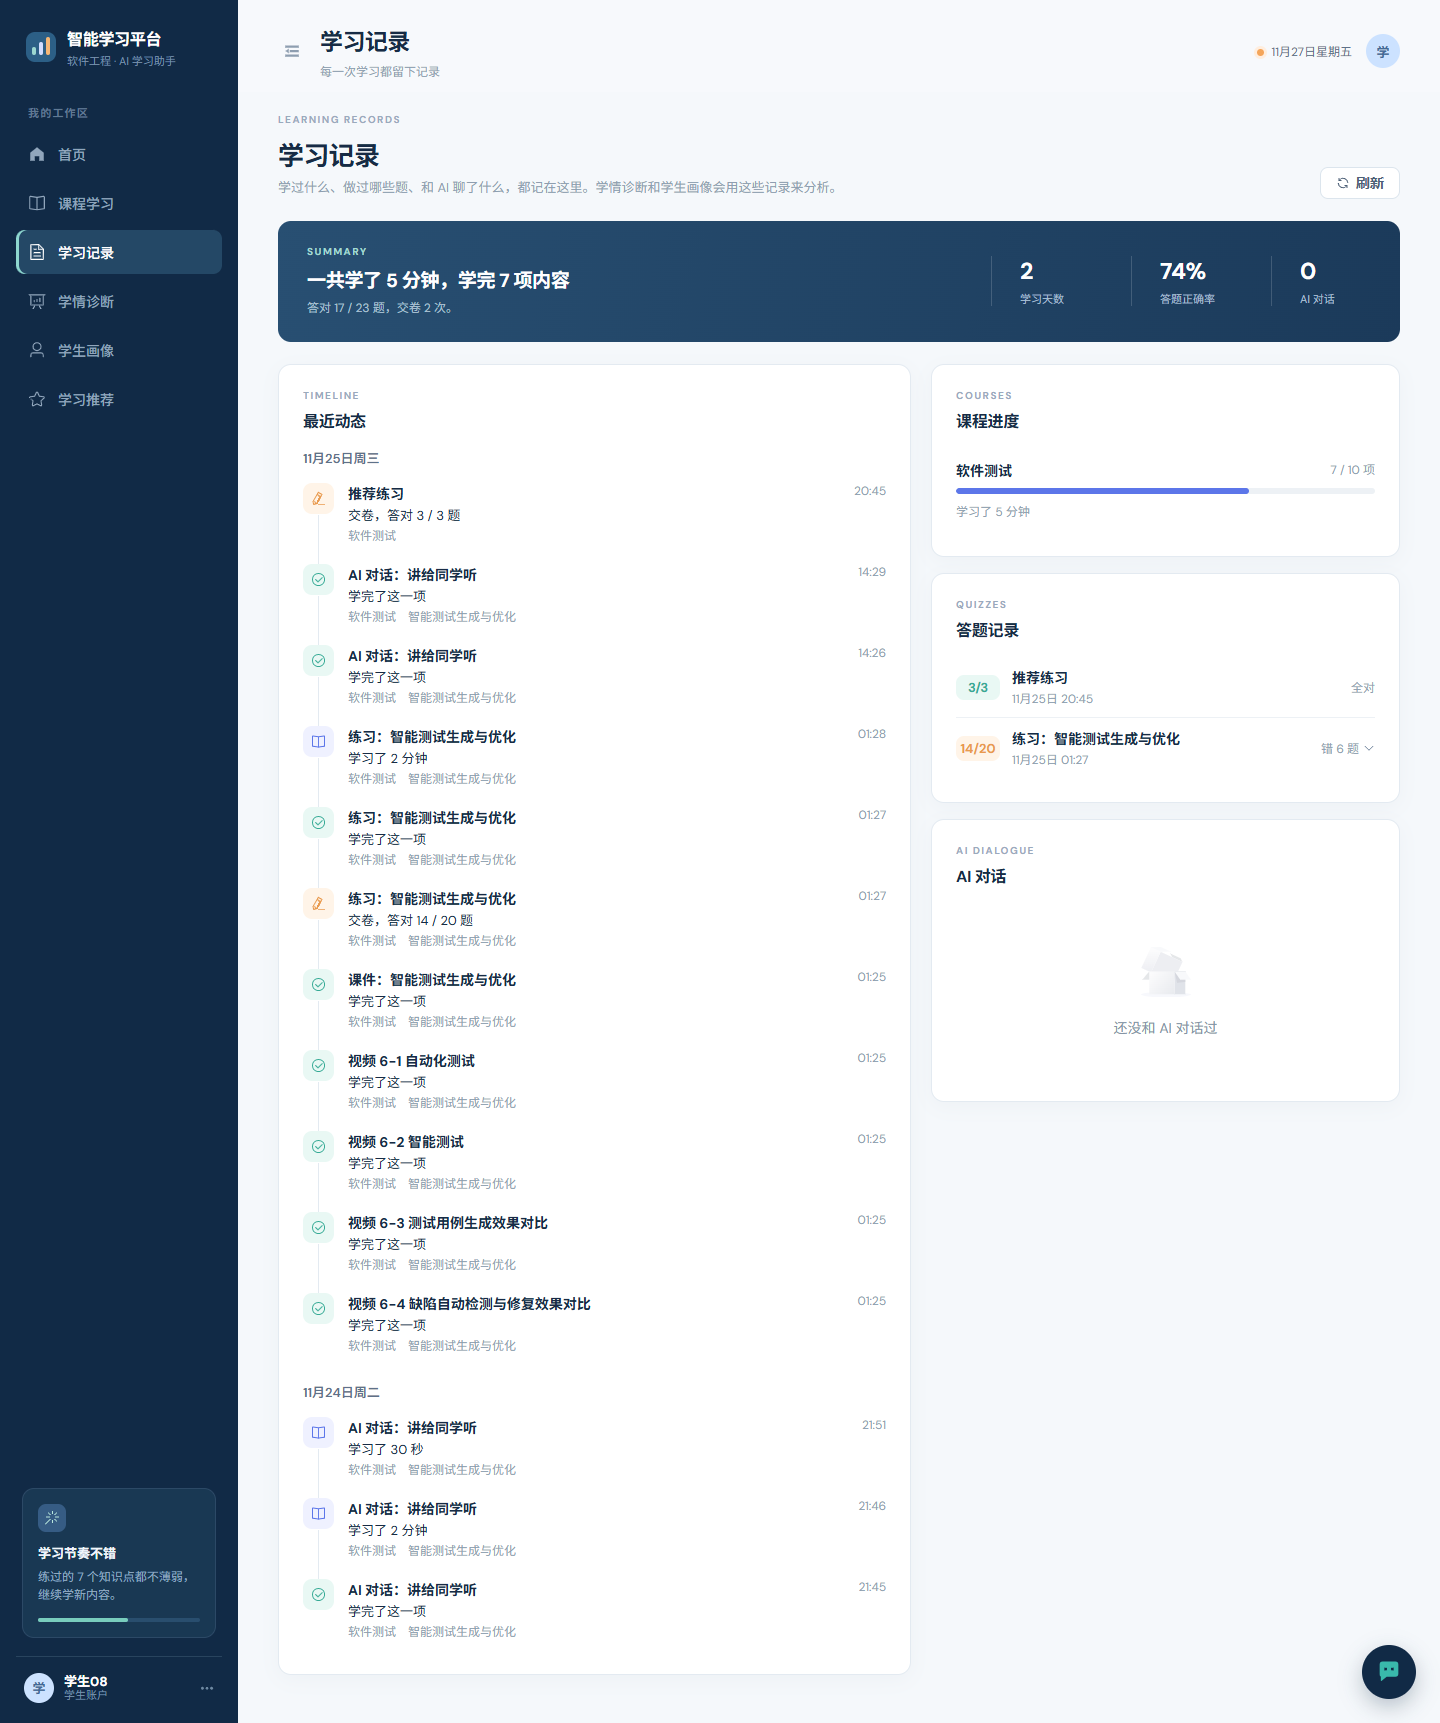 智能学习平台
软件工程 · AI 学习助手
我的工作区
首页
课程学习
学习记录
学情诊断
学生画像
学习推荐
学习节奏不错
练过的 7 个知识点都不薄弱，
继续学新内容。
学
学生08
学生账户
学习记录
每一次学习都留下记录
11月27日星期五
学
LEARNING RECORDS
学习记录
学过什么、做过哪些题、和 AI 聊了什么，都记在这里。学情诊断和学生画像会用这些记录来分析。
刷新
SUMMARY
一共学了 5 分钟，学完 7 项内容
答对 17 / 23 题，交卷 2 次。
2
学习天数
74%
答题正确率
0
AI 对话
TIMELINE
最近动态
11月25日周三
推荐练习
20:45
交卷，答对 3 / 3 题
软件测试
AI 对话：讲给同学听
14:29
学完了这一项
软件测试 智能测试生成与优化
AI 对话：讲给同学听
14:26
学完了这一项
软件测试 智能测试生成与优化
练习：智能测试生成与优化
01:28
学习了 2 分钟
软件测试 智能测试生成与优化
练习：智能测试生成与优化
01:27
学完了这一项
软件测试 智能测试生成与优化
练习：智能测试生成与优化
01:27
交卷，答对 14 / 20 题
软件测试 智能测试生成与优化
课件：智能测试生成与优化
01:25
学完了这一项
软件测试 智能测试生成与优化
视频 6-1 自动化测试
01:25
学完了这一项
软件测试 智能测试生成与优化
视频 6-2 智能测试
01:25
学完了这一项
软件测试 智能测试生成与优化
视频 6-3 测试用例生成效果对比
01:25
学完了这一项
软件测试 智能测试生成与优化
视频 6-4 缺陷自动检测与修复效果对比
01:25
学完了这一项
软件测试 智能测试生成与优化
11月24日周二
AI 对话：讲给同学听
21:51
学习了 30 秒
软件测试 智能测试生成与优化
AI 对话：讲给同学听
21:46
学习了 2 分钟
软件测试 智能测试生成与优化
AI 对话：讲给同学听
21:45
学完了这一项
软件测试 智能测试生成与优化
COURSES
课程进度
软件测试
7 / 10 项
学习了 5 分钟
QUIZZES
答题记录
3/3
推荐练习
11月25日 20:45
全对
14/20
练习：智能测试生成与优化
11月25日 01:27
错 6 题
AI DIALOGUE
AI 对话
还没和 AI 对话过